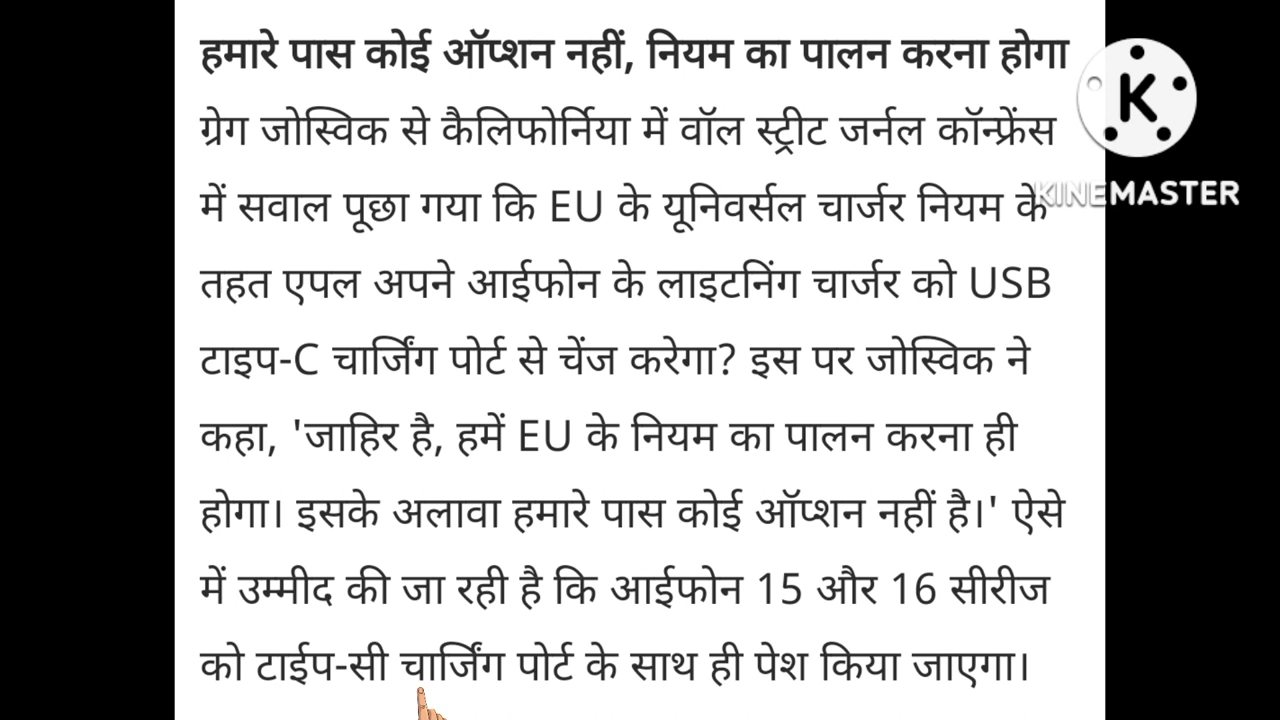 हमारे पास कोई ऑप्शन नहीं, नियम का पालन करना होगा
ग्रेग जोस्विक से कैलिफोर्निया में वॉल स्ट्रीट जर्नल कॉन्फ्रेंस
में सवाल पूछा गया कि EU के यूनिवर्सल चार्जर नियम के
तहत एपल अपने आईफोन के लाइटनिंग चार्जर को USB
टाइप-C चार्जिंग पोर्ट से चेंज करेगा? इस पर जोस्विक ने
कहा, 'जाहिर है, हमें EU के नियम का पालन करना ही
होगा। इसके अलावा हमारे पास कोई ऑप्शन नहीं है।' ऐसे
में उम्मीद की जा रही है कि आईफोन 15 और 16 सीरीज
को टाईप-सी चार्जिंग पोर्ट के साथ ही पेश किया जाएगा।
K
KINEMASTER